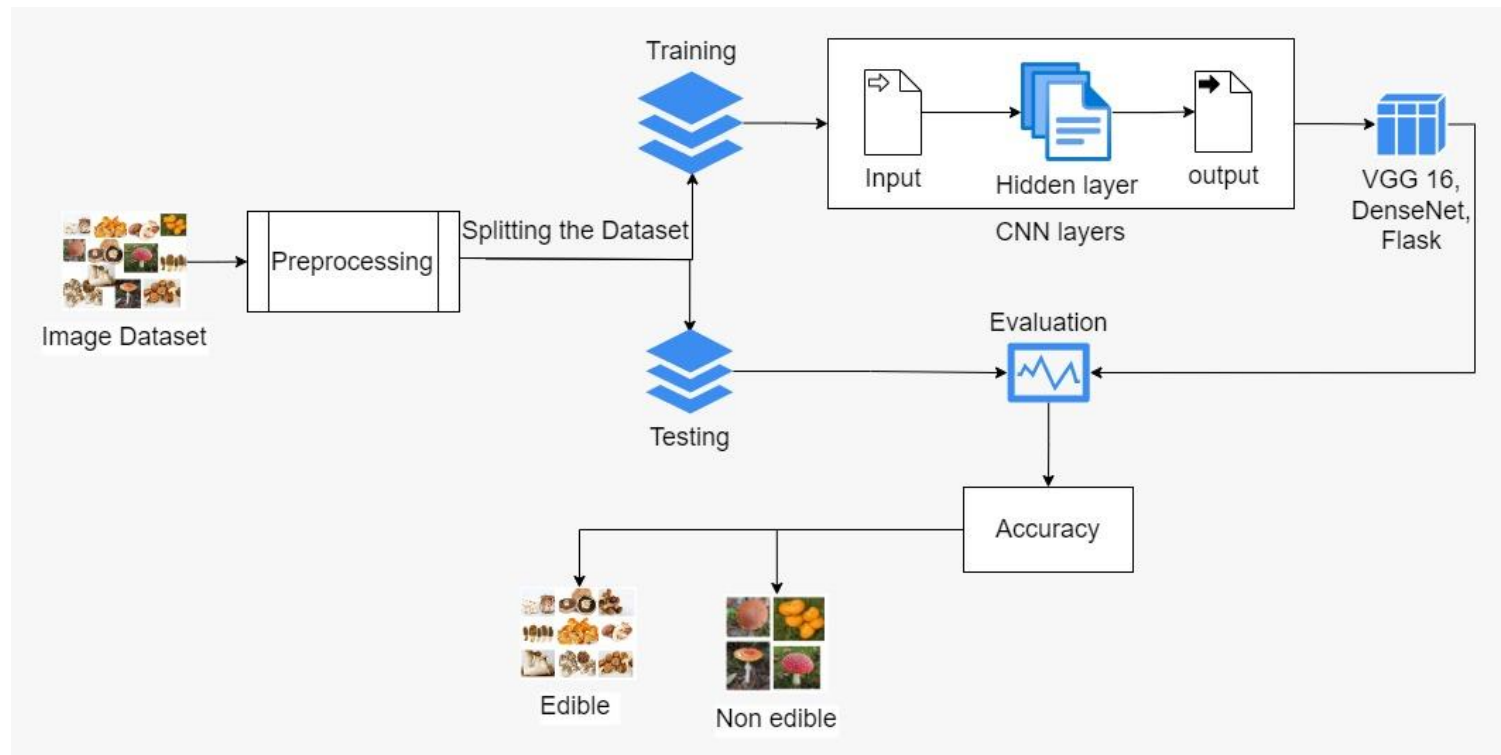 Training
Input
Hidden layer
output
CNN layers
VGG 16,
DenseNet,
Flask
Splitting the Dataset
Preprocessing
Image Dataset
Testing
Evaluation
Accuracy
Edible
Non edible